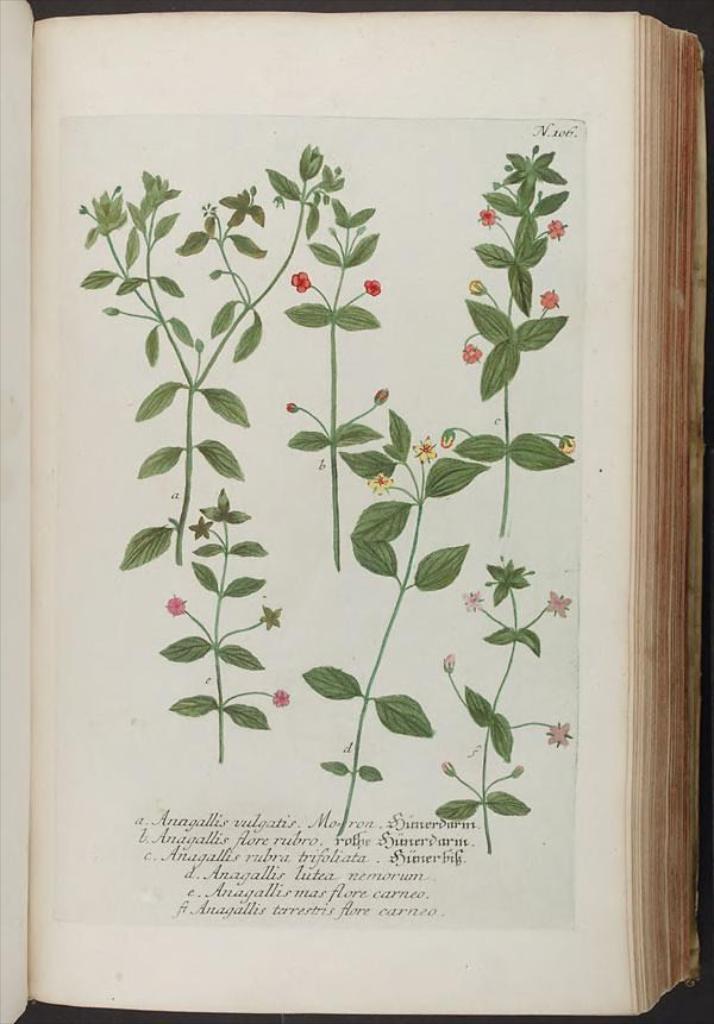 N. 106.
a
b
c
d
e
f
a. Anagallis vulgatis. Moŗron. Hünerdarm.
b. Anagallis flore rubro. rothe Hünerdarm.
c. Anagallis rubra trifoliata. Hünerbiß.
d. Anagallis lutea nemorum.
e. Anagallis mas flore carneo.
f. Anagallis terrestris flore carneo.